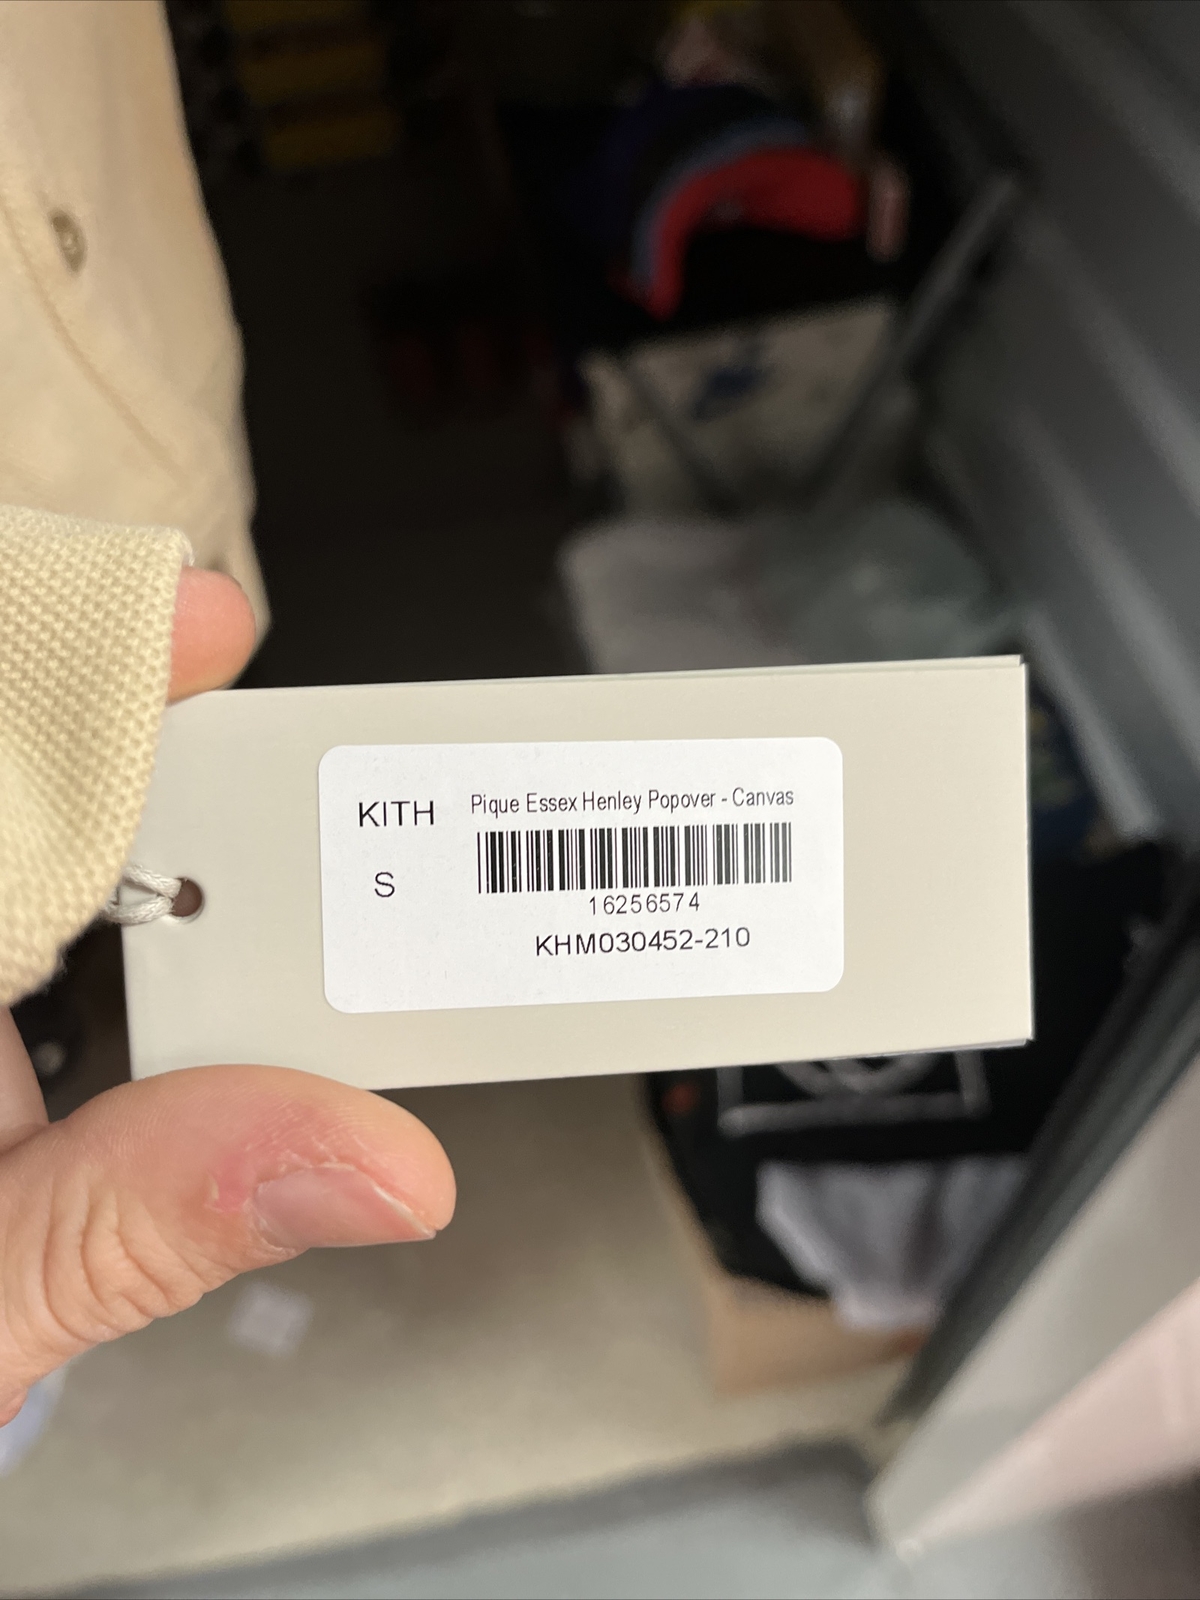 KITH
Pique Essex Henley Popover - Canvas
S
16256574
KHM030452-210